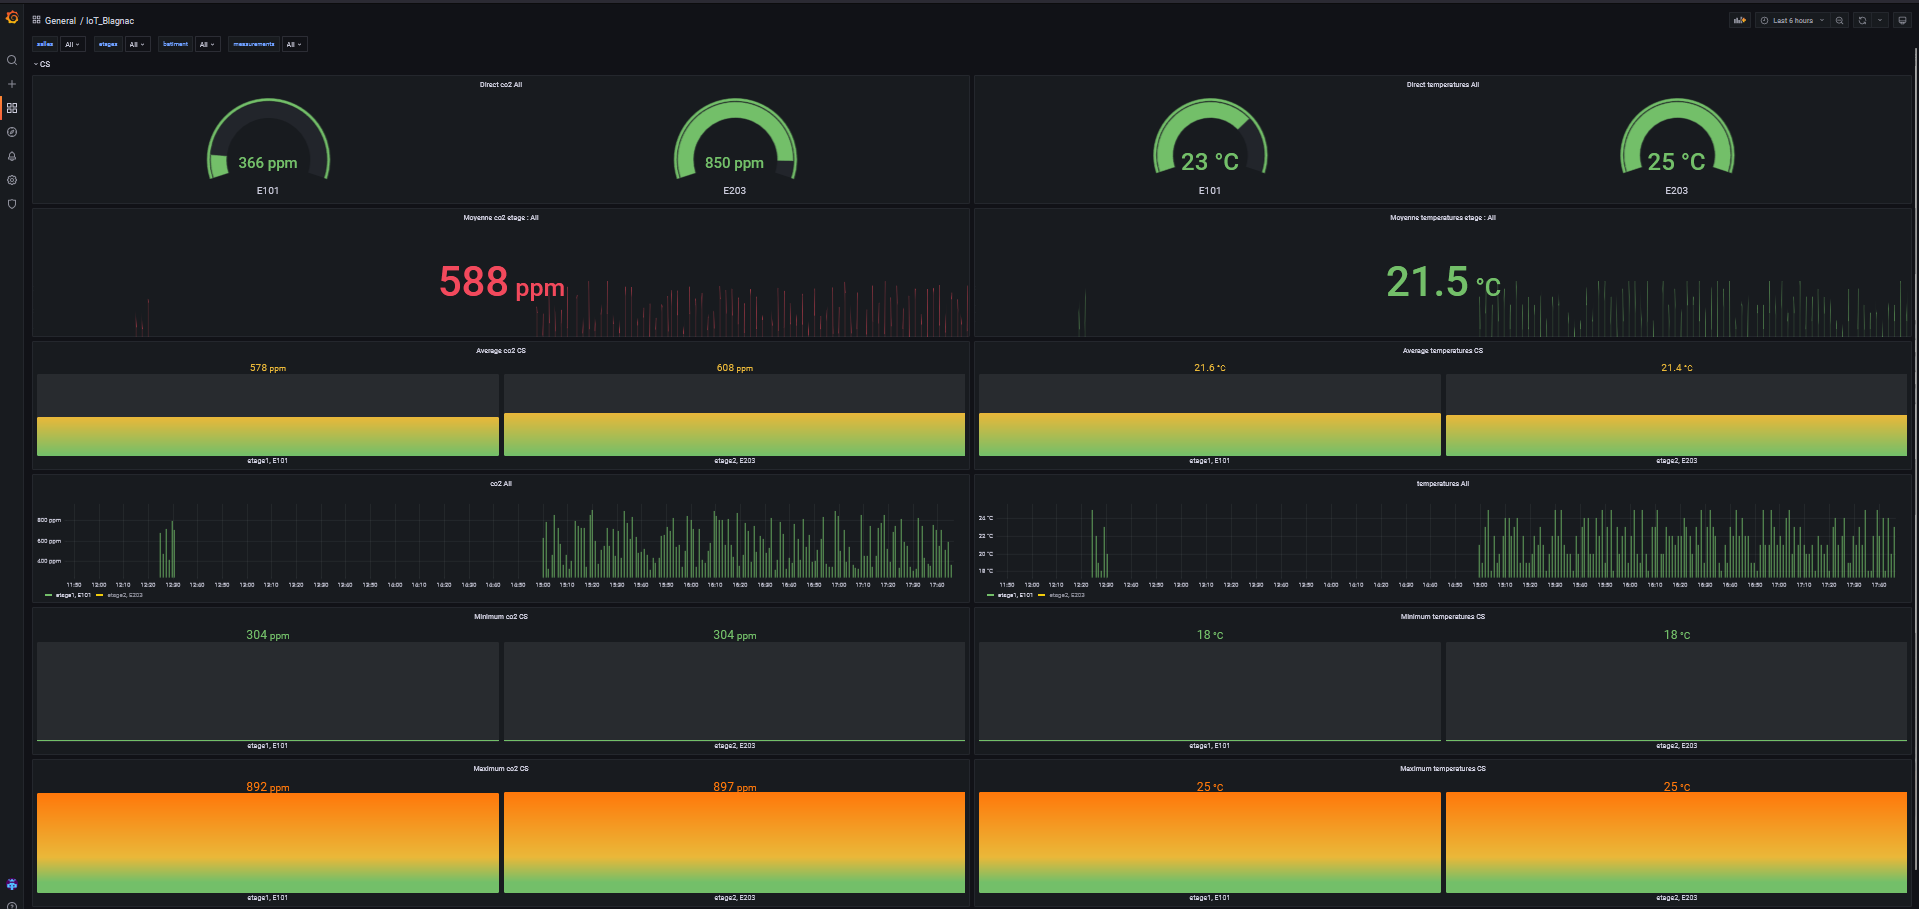 General / IoT_Blagnac
Last 6 hours
salles All etages All batiment All measurements All
CS
Direct co2 All
366 ppm
E101
850 ppm
E203
Direct temperatures All
23 °C
E101
25 °C
E203
Moyenne co2 etage : All
588 ppm
Moyenne temperatures etage : All
21.5 °C
Average co2 CS
578 ppm
608 ppm
etage1, E101
etage2, E203
Average temperatures CS
21.6 °C
21.4 °C
etage1, E101
etage2, E203
co2 All
800 ppm
600 ppm
400 ppm
11:50 12:00 12:10 12:20 12:30 12:40 12:50 13:00 13:10 13:20 13:30 13:40 13:50 14:00 14:10 14:20 14:30 14:40 14:50 15:00 15:10 15:20 15:30 15:40 15:50 16:00 16:10 16:20 16:30 16:40 16:50 17:00 17:10 17:20 17:30 17:40
etage1, E101 etage2, E203
temperatures All
24 °C
22 °C
20 °C
18 °C
11:50 12:00 12:10 12:20 12:30 12:40 12:50 13:00 13:10 13:20 13:30 13:40 13:50 14:00 14:10 14:20 14:30 14:40 14:50 15:00 15:10 15:20 15:30 15:40 15:50 16:00 16:10 16:20 16:30 16:40 16:50 17:00 17:10 17:20 17:30 17:40
etage1, E101 etage2, E203
Minimum co2 CS
304 ppm
304 ppm
etage1, E101
etage2, E203
Minimum temperatures CS
18 °C
18 °C
etage1, E101
etage2, E203
Maximum co2 CS
892 ppm
897 ppm
etage1, E101
etage2, E203
Maximum temperatures CS
25 °C
25 °C
etage1, E101
etage2, E203